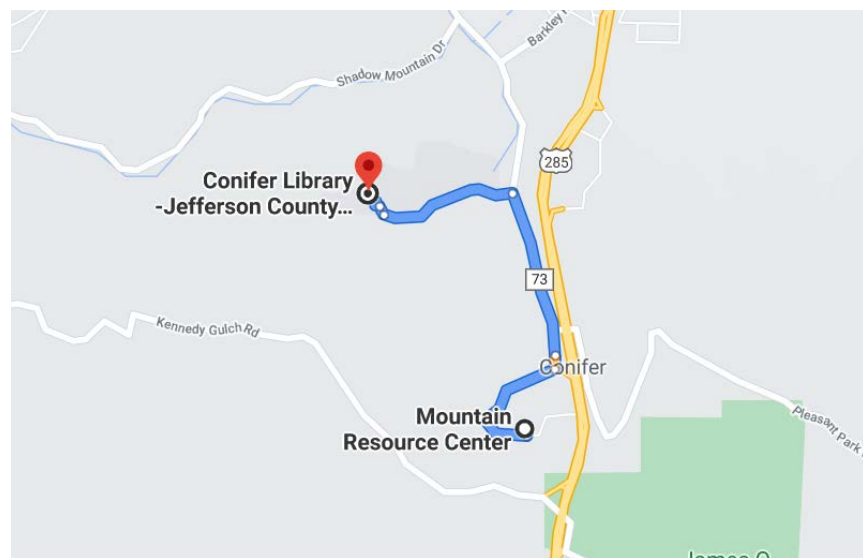 Barkley
Shadow Mountain Dr
285
Conifer Library
-Jefferson County...
73
Kennedy Gulch Rd
Conifer
Mountain
Resource Center
Pleasant Park